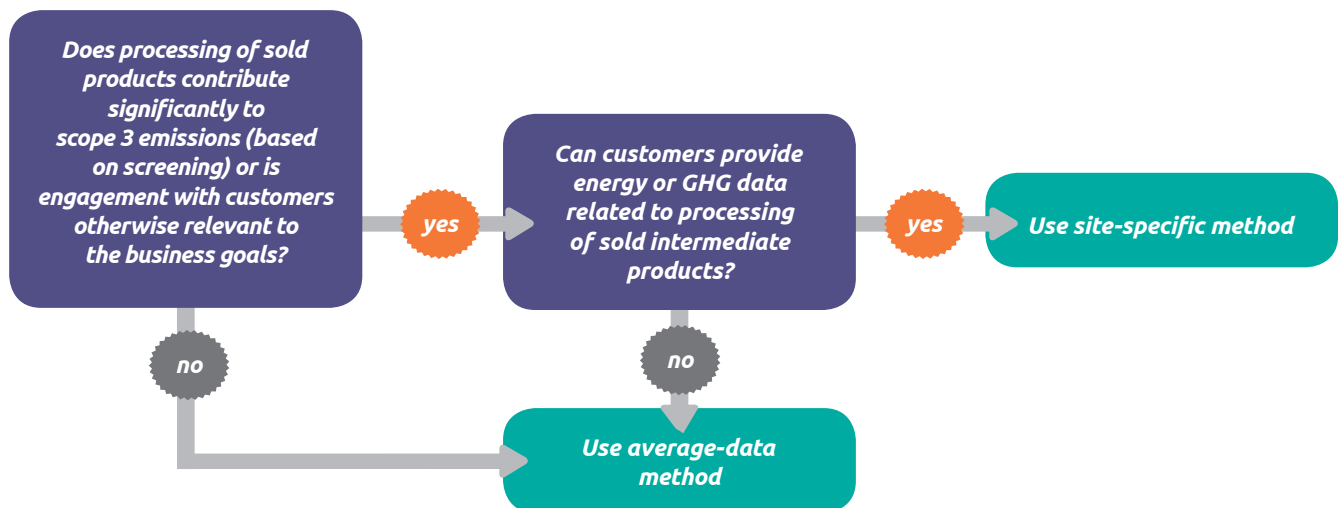 Does processing of sold
products contribute
significantly to
scope 3 emissions (based
on screening) or is
engagement with customers
otherwise relevant to
the business goals?
yes
Can customers provide
energy or GHG data
related to processing
of sold intermediate
products?
yes
Use site-specific method
no
no
Use average-data
method